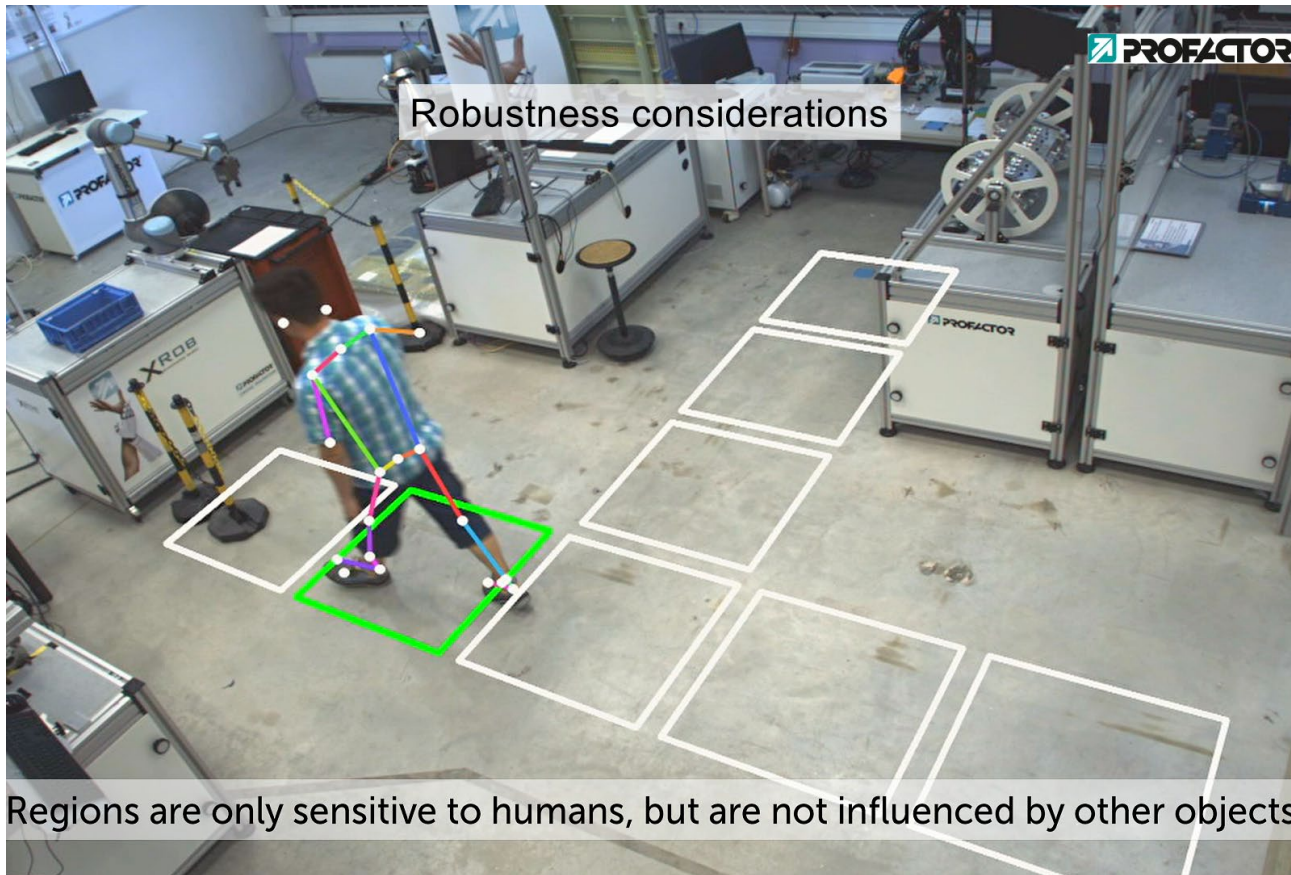 PROFACTOR
Robustness considerations
PROFACTOR
XROB
PROFACTOR
Regions are only sensitive to humans, but are not influenced by other objects